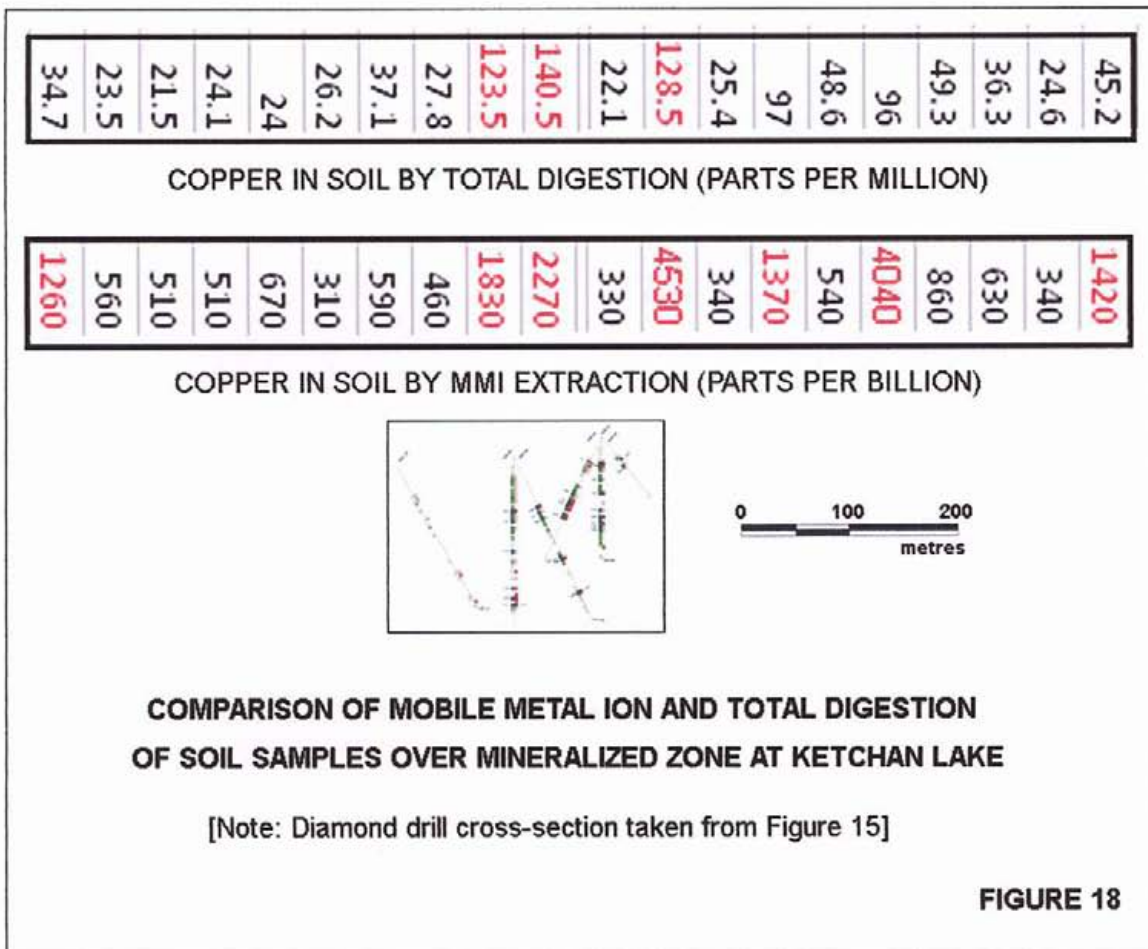 34.7 23.5 21.5 24.1 24 26.2 37.1 27.8 123.5 140.5 22.1 128.5 25.4 97 48.6 96 49.3 36.3 24.6 45.2
COPPER IN SOIL BY TOTAL DIGESTION (PARTS PER MILLION)
1260 560 510 510 670 310 590 460 1830 2270 330 4530 340 1370 540 4040 860 630 340 1420
COPPER IN SOIL BY MMI EXTRACTION (PARTS PER BILLION)
0 100 200
metres
COMPARISON OF MOBILE METAL ION AND TOTAL DIGESTION
OF SOIL SAMPLES OVER MINERALIZED ZONE AT KETCHAN LAKE
[Note: Diamond drill cross-section taken from Figure 15]
FIGURE 18